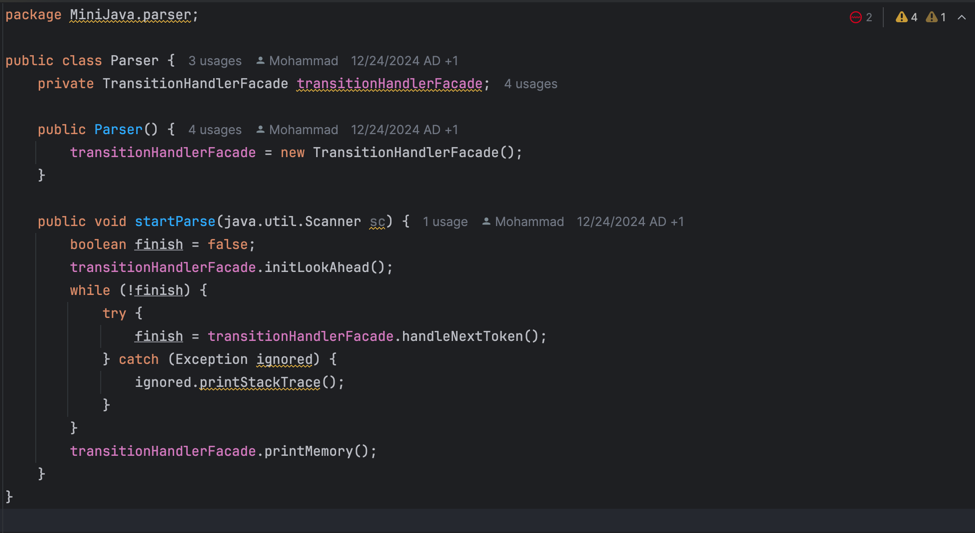 package MiniJava.parser;
2 4 1
public class Parser { 3 usages Mohammad 12/24/2024 AD +1
    private TransitionHandlerFacade transitionHandlerFacade; 4 usages
    public Parser() { 4 usages Mohammad 12/24/2024 AD +1
        transitionHandlerFacade = new TransitionHandlerFacade();
    }
    public void startParse(java.util.Scanner sc) { 1 usage Mohammad 12/24/2024 AD +1
        boolean finish = false;
        transitionHandlerFacade.initLookAhead();
        while (!finish) {
            try {
                finish = transitionHandlerFacade.handleNextToken();
            } catch (Exception ignored) {
                ignored.printStackTrace();
            }
        }
        transitionHandlerFacade.printMemory();
    }
}